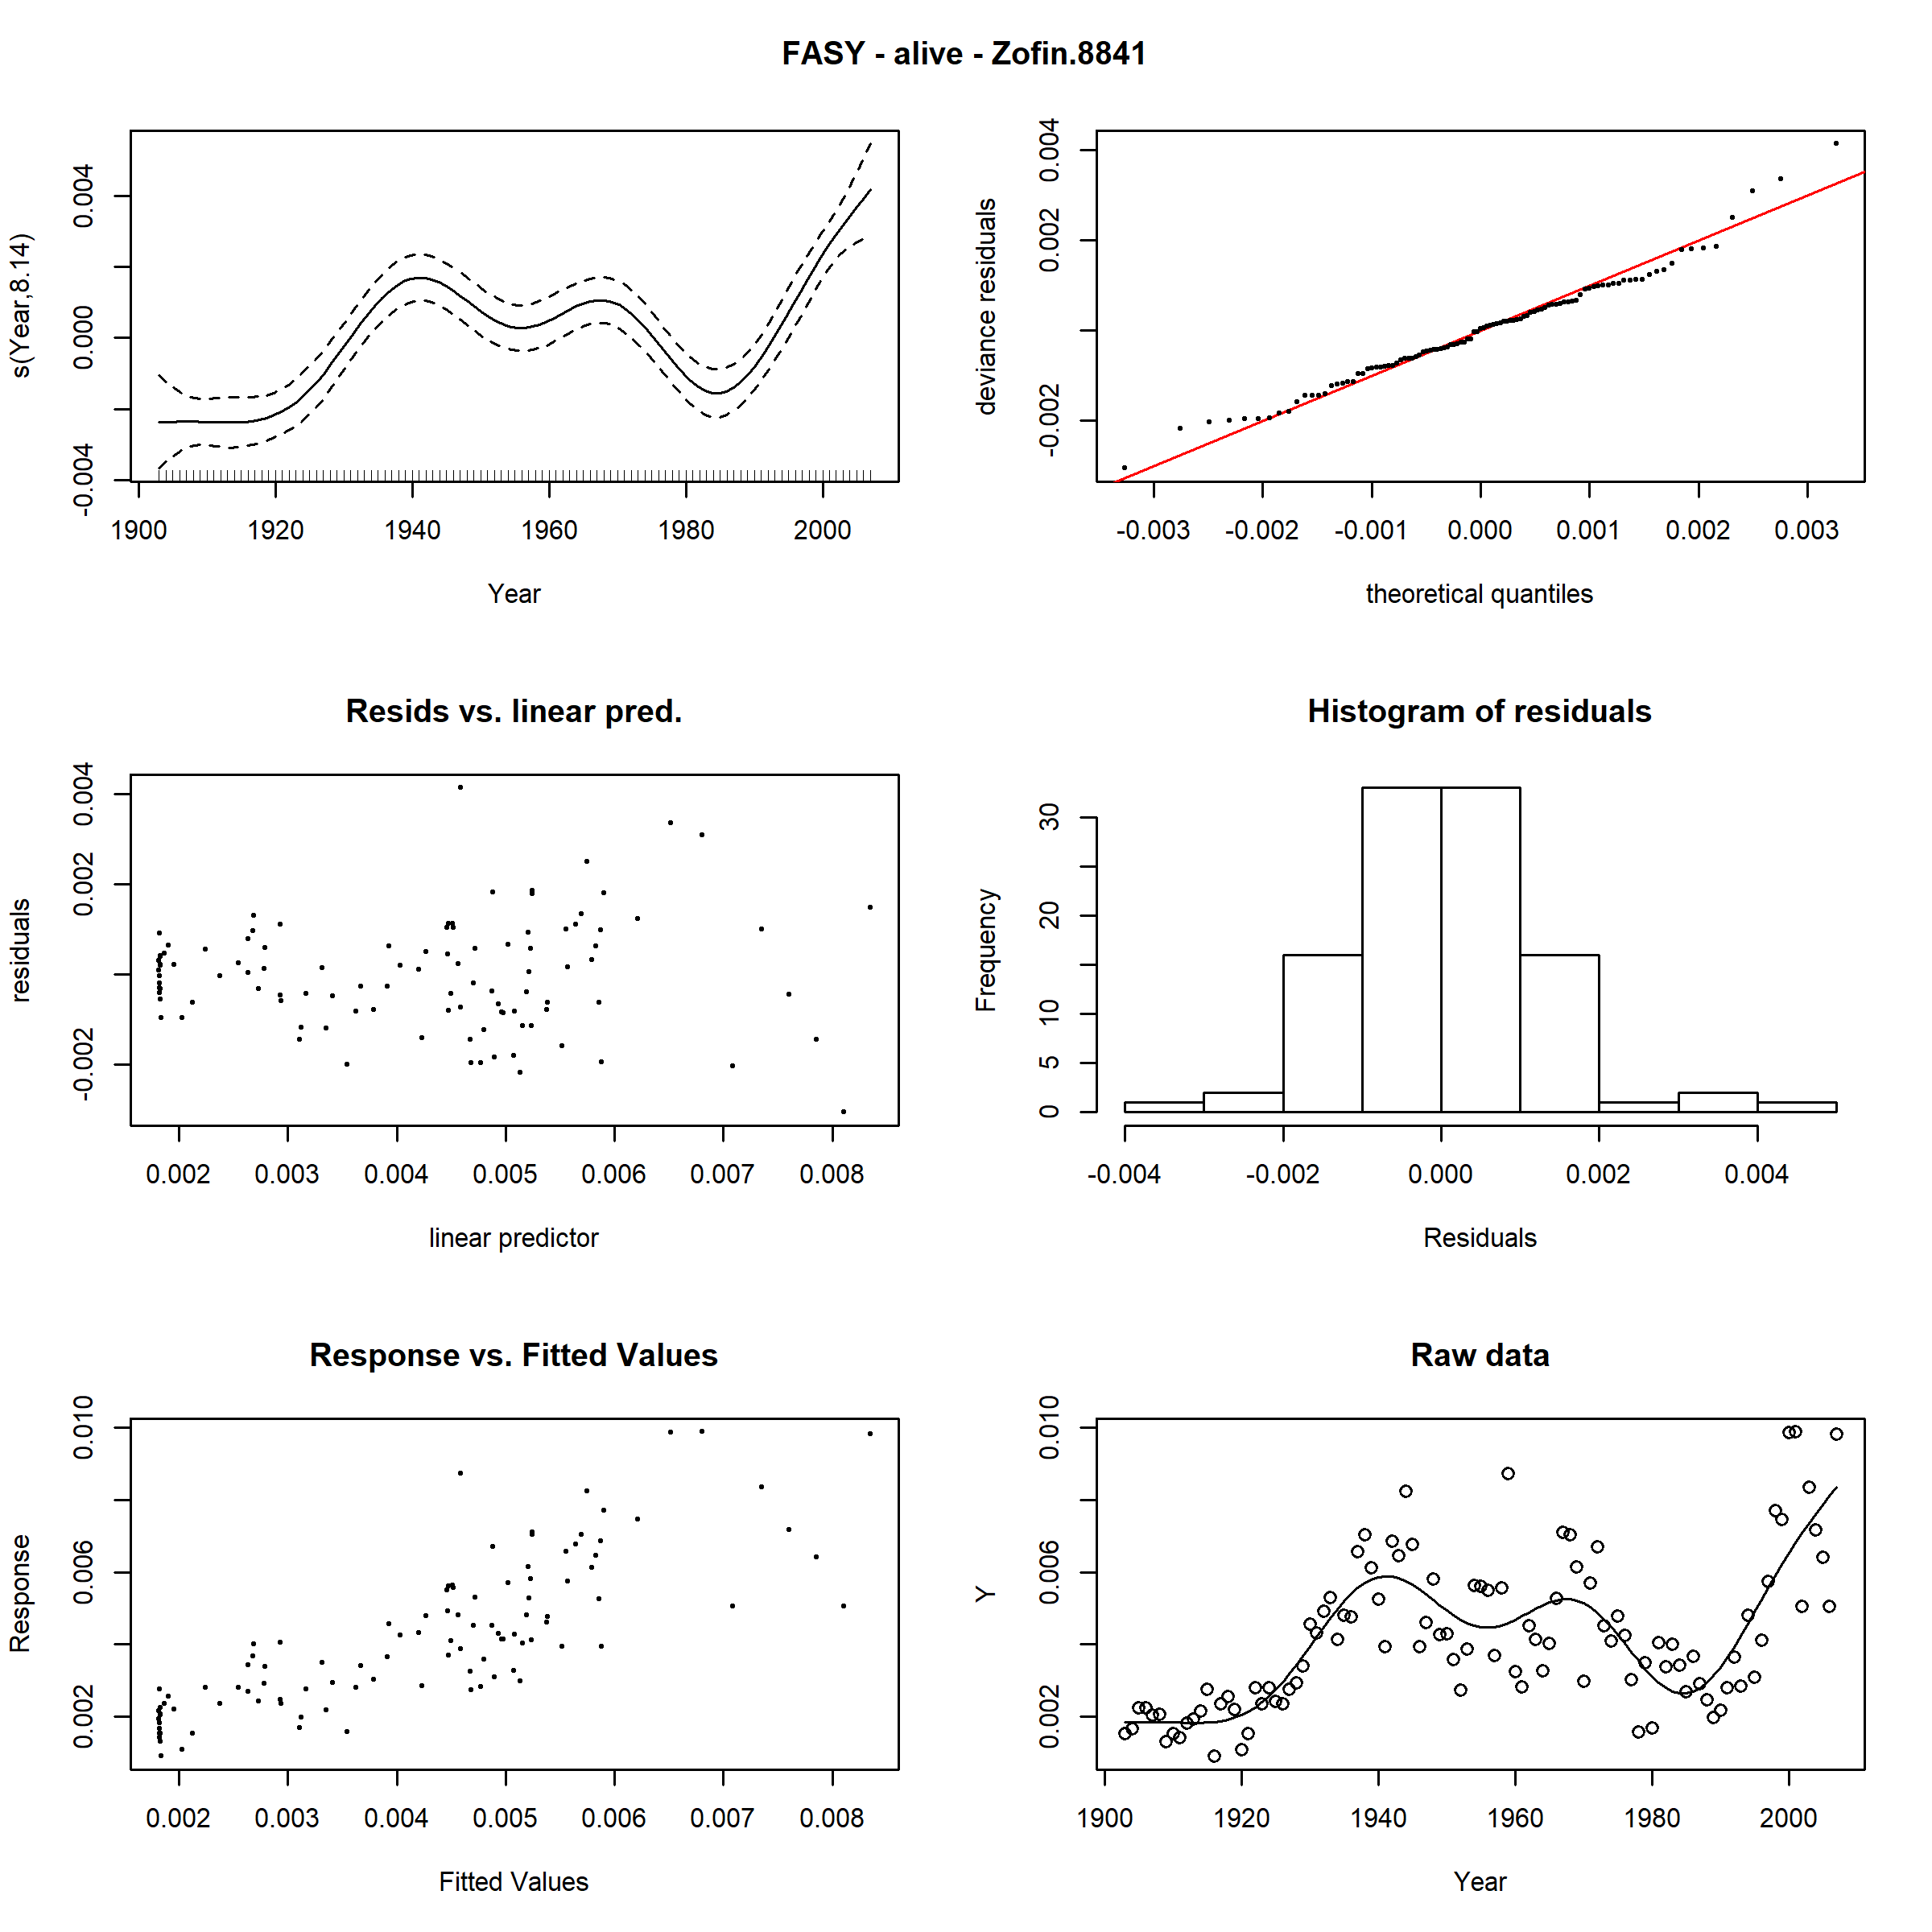 FASY - alive - Zofin.8841
s(Year,8.14)
-0.004 0.000 0.004
1900 1920 1940 1960 1980 2000
Year
deviance residuals
-0.002 0.002 0.004
-0.003 -0.002 -0.001 0.000 0.001 0.002 0.003
theoretical quantiles
Resids vs. linear pred.
residuals
-0.002 0.002 0.004
0.002 0.003 0.004 0.005 0.006 0.007 0.008
linear predictor
Histogram of residuals
Frequency
0 5 10 20 30
-0.004 -0.002 0.000 0.002 0.004
Residuals
Response vs. Fitted Values
Response
0.002 0.006 0.010
0.002 0.003 0.004 0.005 0.006 0.007 0.008
Fitted Values
Raw data
Y
0.002 0.006 0.010
1900 1920 1940 1960 1980 2000
Year